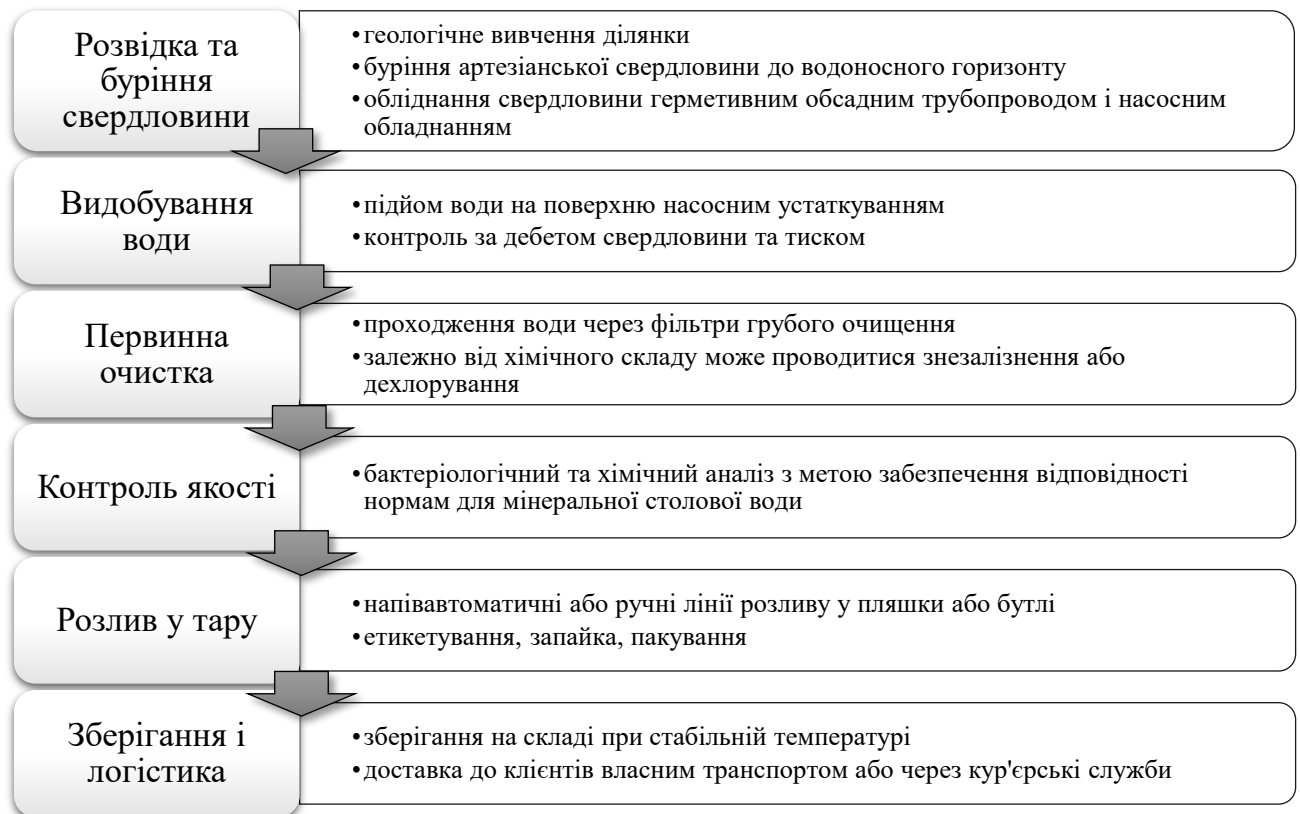 Розвідка та
буріння
свердловини
•геологічне вивчення ділянки
•буріння артезіанської свердловини до водоносного горизонту
•обліднання свердловини герметивним обсадним трубопроводом і насосним
обладнанням
Видобування
води
•підйом води на поверхню насосним устаткуванням
•контроль за дебетом свердловини та тиском
Первинна
очистка
•проходження води через фільтри грубого очищення
•залежно від хімічного складу може проводитися знезалізнення або
дехлорування
Контроль якості
•бактеріологічний та хімічний аналіз з метою забезпечення відповідності
нормам для мінеральної столової води
Розлив у тару
•напівавтоматичні або ручні лінії розливу у пляшки або бутлі
•етикетування, запайка, пакування
Зберігання і
логістика
•зберігання на складі при стабільній температурі
•доставка до клієнтів власним транспортом або через кур'єрські служби